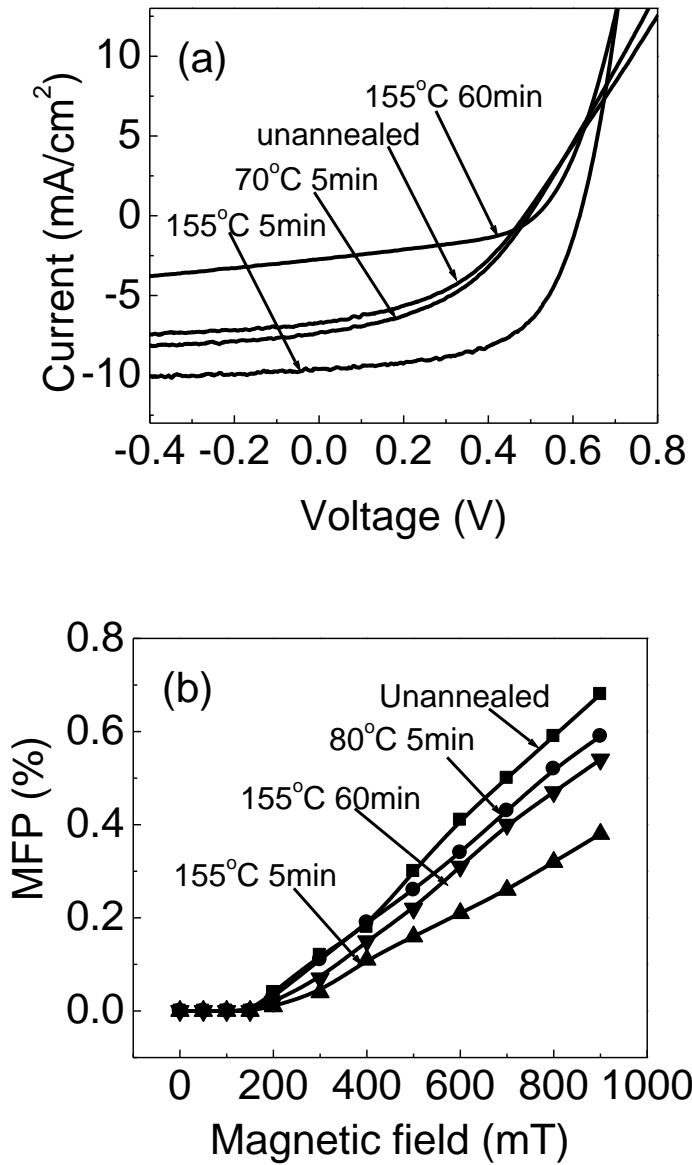 (a)
10
5
0
-5
-10
Current (mA/cm²)
155°C 60min
unannealed
70°C 5min
155°C 5min
-0.4 -0.2 0.0 0.2 0.4 0.6 0.8
Voltage (V)
(b)
0.8
0.6
0.4
0.2
0.0
MFP (%)
Unannealed
80°C 5min
155°C 60min
155°C 5min
0 200 400 600 800 1000
Magnetic field (mT)